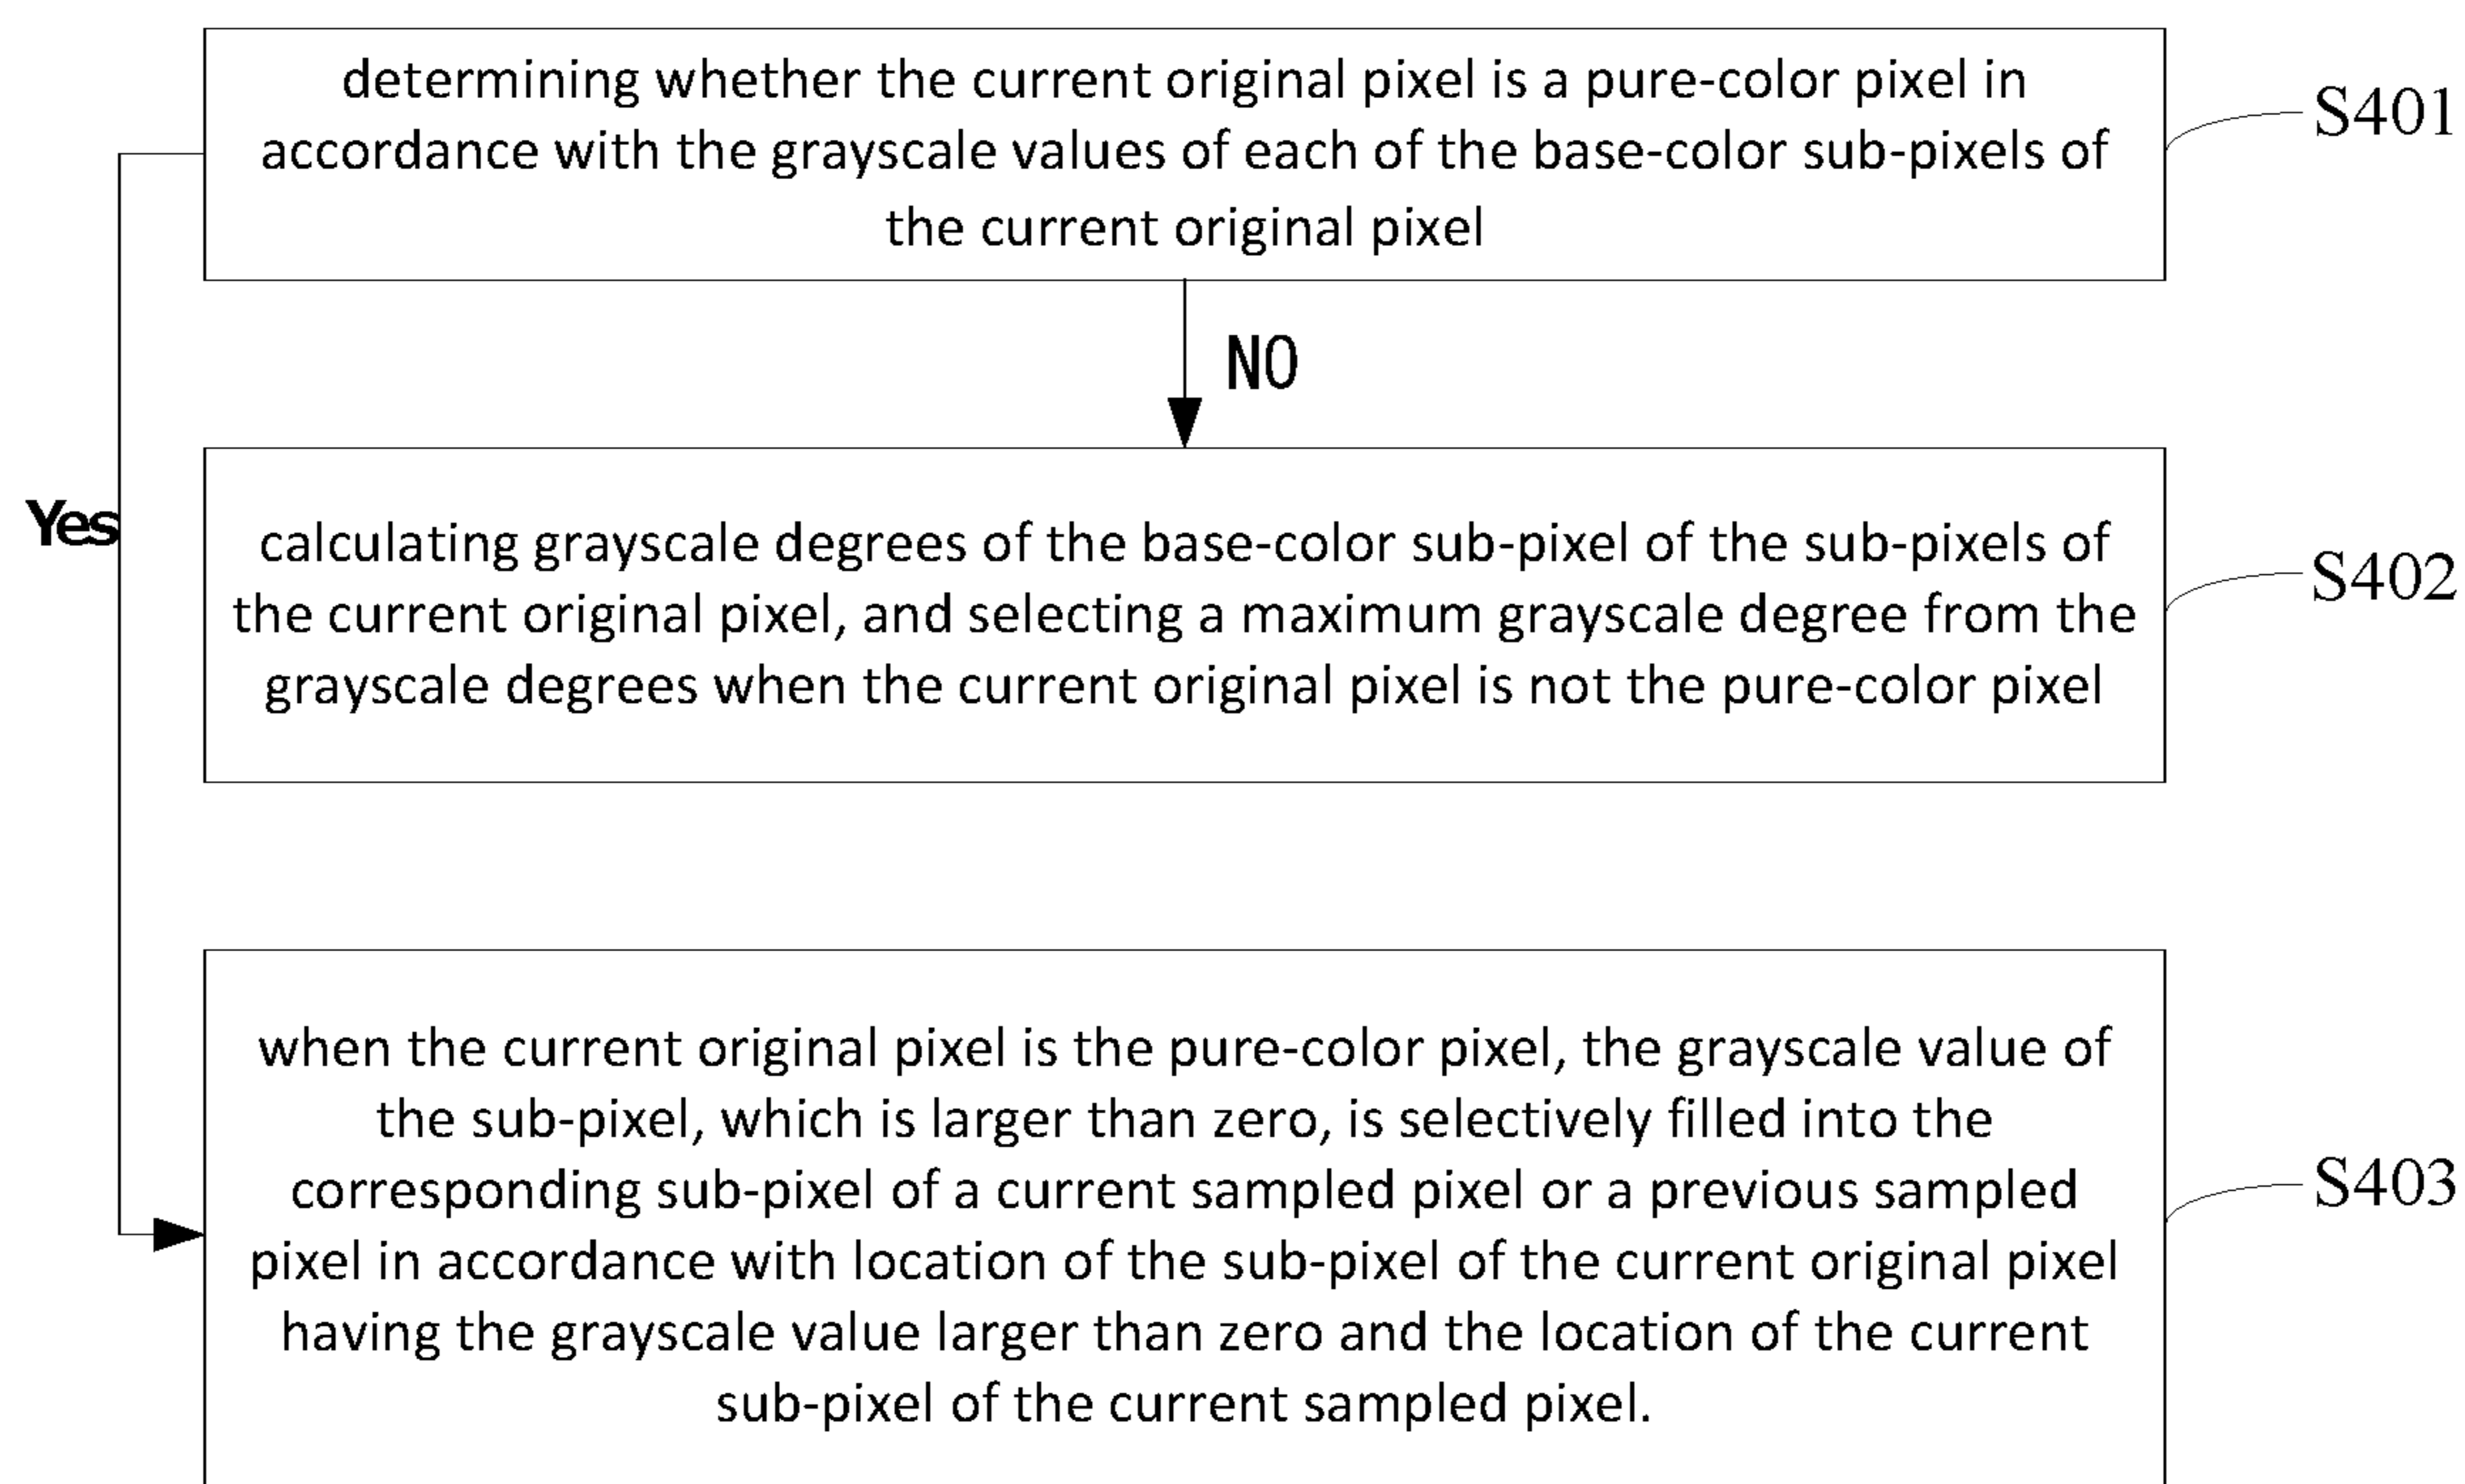 determining whether the current original pixel is a pure-color pixel in
accordance with the grayscale values of each of the base-color sub-pixels of
the current original pixel
S401
NO
Yes
calculating grayscale degrees of the base-color sub-pixel of the sub-pixels of
the current original pixel, and selecting a maximum grayscale degree from the
grayscale degrees when the current original pixel is not the pure-color pixel
S402
when the current original pixel is the pure-color pixel, the grayscale value of
the sub-pixel, which is larger than zero, is selectively filled into the
corresponding sub-pixel of a current sampled pixel or a previous sampled
pixel in accordance with location of the sub-pixel of the current original pixel
having the grayscale value larger than zero and the location of the current
sub-pixel of the current sampled pixel.
S403